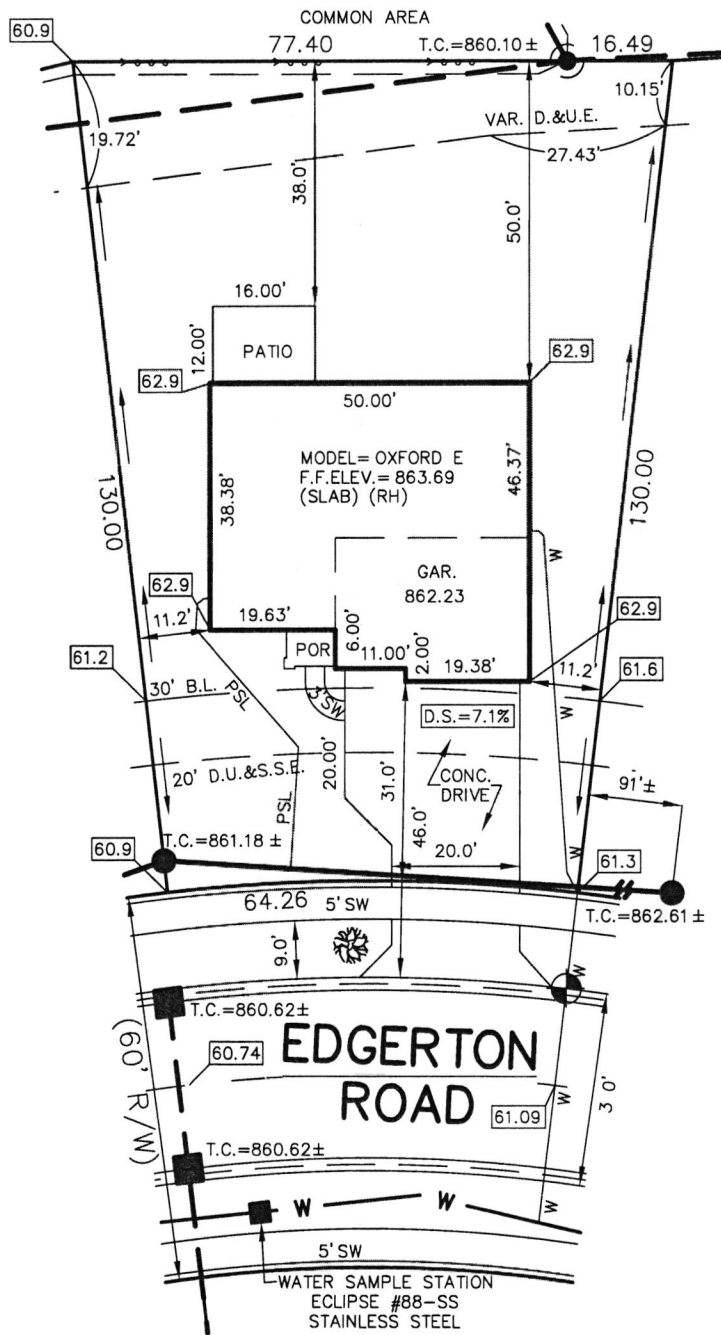 COMMON AREA
60.9
77.40
T.C.=860.10 ±
16.49
10.15'
19.72'
VAR. D.&U.E.
27.43'
38.0'
50.0'
16.00'
12.00'
PATIO
62.9
62.9
50.00'
MODEL= OXFORD E
F.F.ELEV.= 863.69
(SLAB) (RH)
38.38'
46.37'
130.00
130.00
W
GAR.
862.23
62.9
11.2'
19.63'
6.00'
POR
11.00'
2.00'
19.38'
62.9
11.2'
61.2
61.6
30' B.L.
PSL
3'SW
W
D.S.=7.1%
20' D.U.&S.S.E.
PSL
20.00'
31.0'
46.0'
CONC.
DRIVE
20.0'
91'±
W
T.C.=861.18 ±
60.9
61.3
64.26
5' SW
T.C.=862.61 ±
9.0'
W
T.C.=860.62±
(60' R/W)
EDGERTON
ROAD
60.74
61.09
W
3 0'
T.C.=860.62±
W
W
W
5' SW
WATER SAMPLE STATION
ECLIPSE #88-SS
STAINLESS STEEL